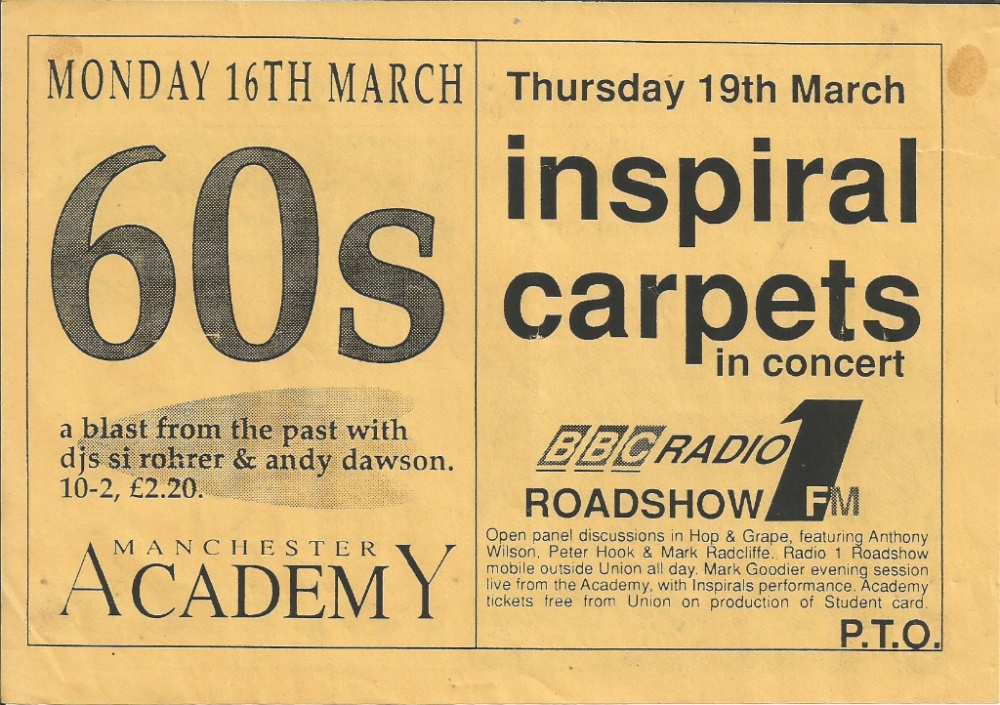 MONDAY 16TH MARCH
60s
a blast from the past with
djs si rohrer & andy dawson.
10-2, £2.20.
MANCHESTER
ACADEMY
Thursday 19th March
inspiral
carpets
in concert
BBC RADIO 1
ROADSHOW FM
Open panel discussions in Hop & Grape, featuring Anthony
Wilson, Peter Hook & Mark Radcliffe. Radio 1 Roadshow
mobile outside Union all day. Mark Goodier evening session
live from the Academy, with Inspirals performance. Academy
tickets free from Union on production of Student card.
P.T.O.